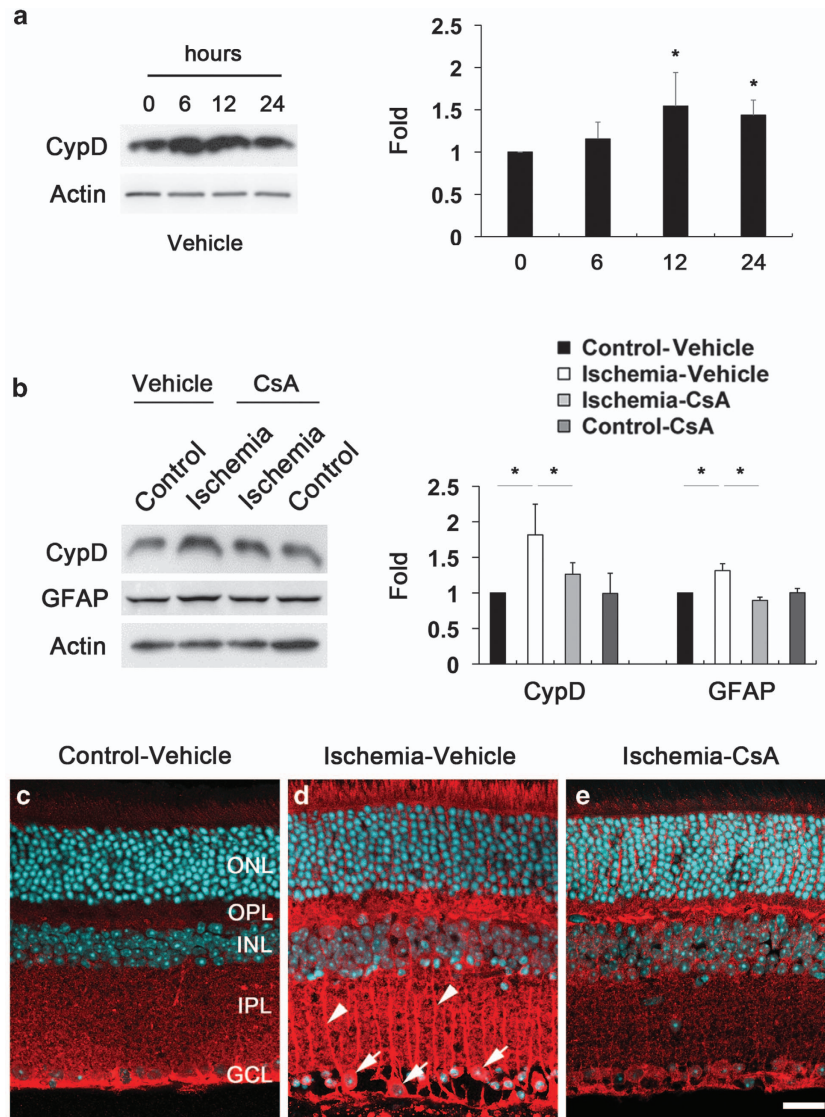 a
hours
0 6 12 24
CypD
Actin
Vehicle
Fold
2.5
2
1.5
1
0.5
0
* *
0 6 12 24
b
Vehicle CsA
Control Ischemia Ischemia Control
CypD
GFAP
Actin
Control-Vehicle
Ischemia-Vehicle
Ischemia-CsA
Control-CsA
Fold
2.5
2
1.5
1
0.5
0
* * * *
CypD GFAP
Control-Vehicle Ischemia-Vehicle Ischemia-CsA
c d e
ONL
OPL
INL
IPL
GCL